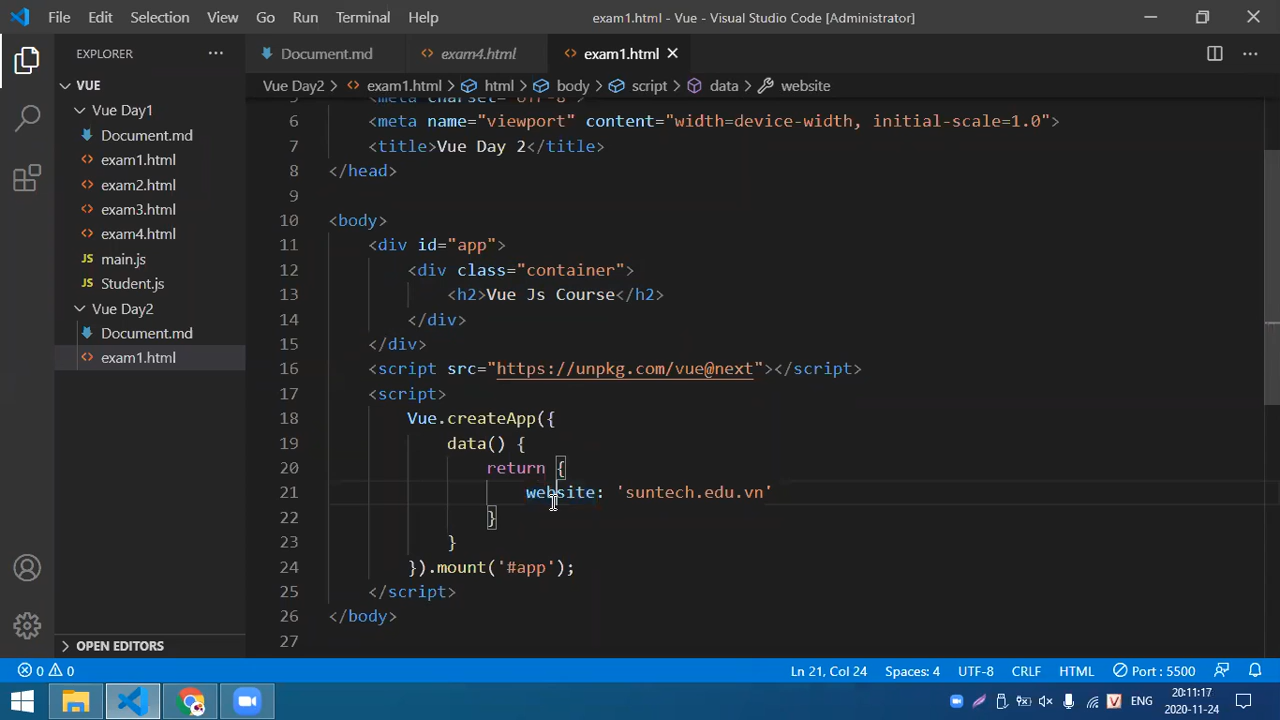 File Edit Selection View Go Run Terminal Help
exam1.html - Vue - Visual Studio Code [Administrator]
EXPLORER
Document.md
exam4.html
exam1.html
VUE
Vue Day2 > exam1.html > html > body > script > data > website
Vue Day1
Document.md
exam1.html
exam2.html
exam3.html
exam4.html
JS main.js
JS Student.js
Vue Day2
Document.md
exam1.html
OPEN EDITORS
5 <meta charset="utf-8">
6 <meta name="viewport" content="width=device-width, initial-scale=1.0">
7 <title>Vue Day 2</title>
8 </head>
9
10 <body>
11 <div id="app">
12 <div class="container">
13 <h2>Vue Js Course</h2>
14 </div>
15 </div>
16 <script src="https://unpkg.com/vue@next"></script>
17 <script>
18 Vue.createApp({
19 data() {
20 return {
21 website: 'suntech.edu.vn'
22 }
23 }
24 }).mount('#app');
25 </script>
26 </body>
27
0 0
Ln 21, Col 24
Spaces: 4
UTF-8
CRLF
HTML
Port : 5500
V
ENG
20:11:17
2020-11-24